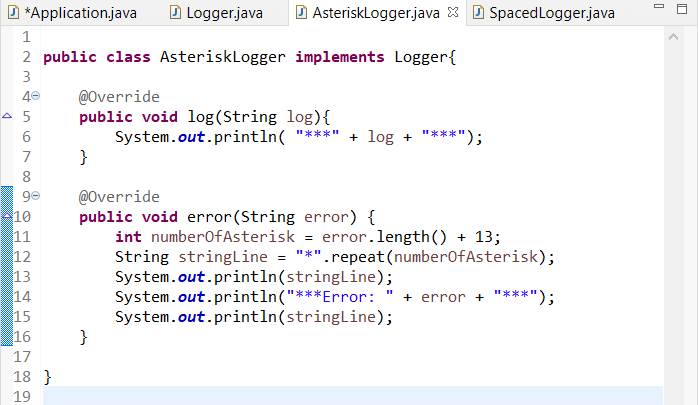 *Application.java Logger.java AsteriskLogger.java SpacedLogger.java
1
2 public class AsteriskLogger implements Logger{
3
4 @Override
5 public void log(String log){
6 System.out.println( "***" + log + "***");
7 }
8
9 @Override
10 public void error(String error) {
11 int numberOfAsterisk = error.length() + 13;
12 String stringLine = "*".repeat(numberOfAsterisk);
13 System.out.println(stringLine);
14 System.out.println("***Error: " + error + "***");
15 System.out.println(stringLine);
16 }
17
18 }
19